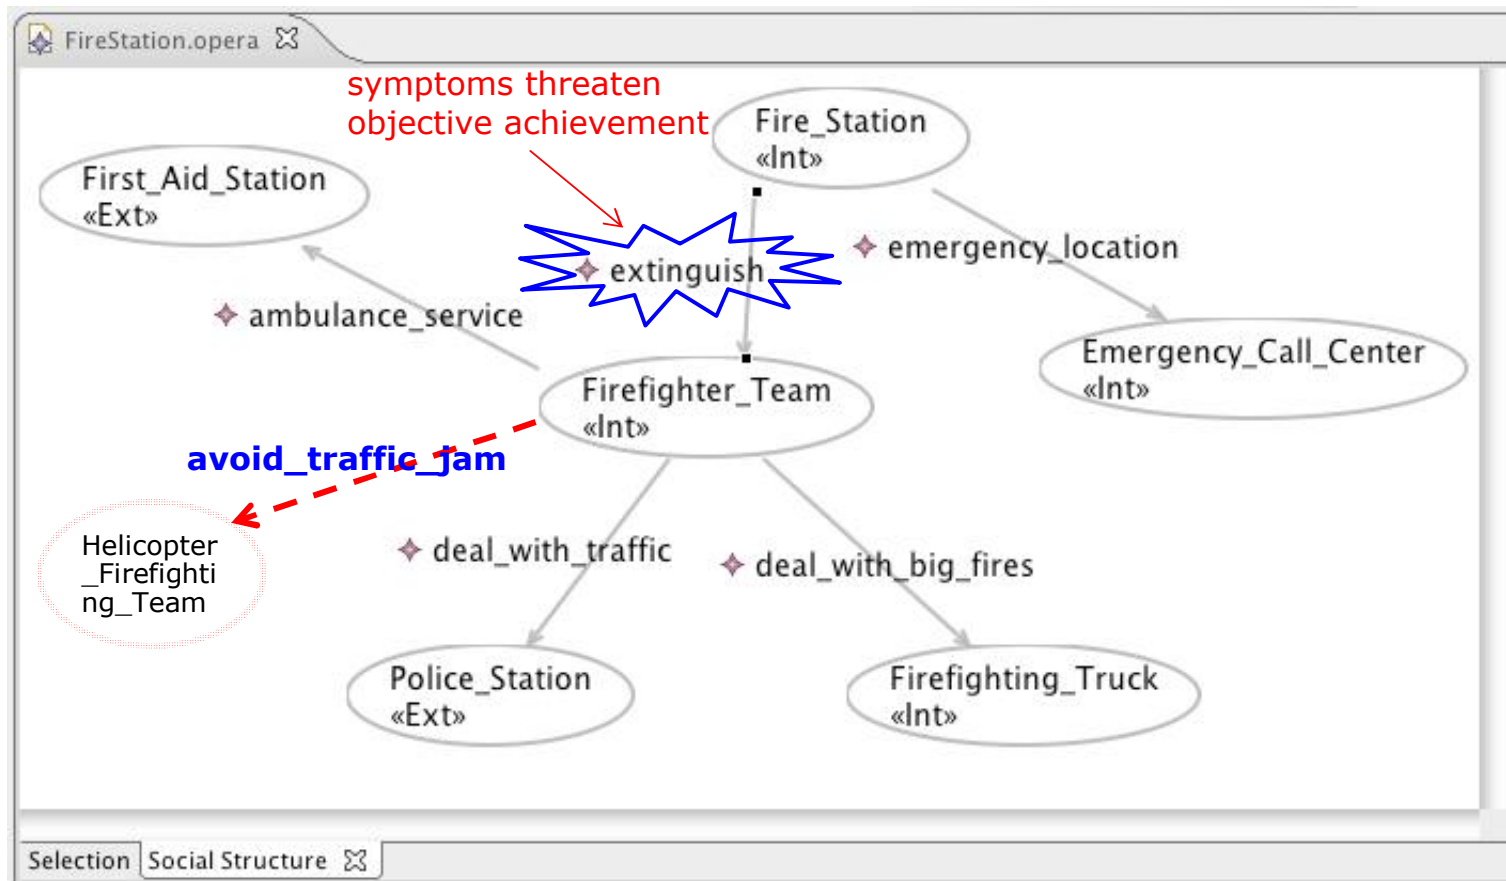 FireStation.opera
symptoms threaten
objective achievement
Fire_Station
«Int»
First_Aid_Station
«Ext»
extinguish
emergency_location
ambulance_service
Emergency_Call_Center
«Int»
Firefighter_Team
«Int»
avoid_traffic_jam
Helicopter
_Firefighti
ng_Team
deal_with_traffic
deal_with_big_fires
Police_Station
«Ext»
Firefighting_Truck
«Int»
Selection
Social Structure